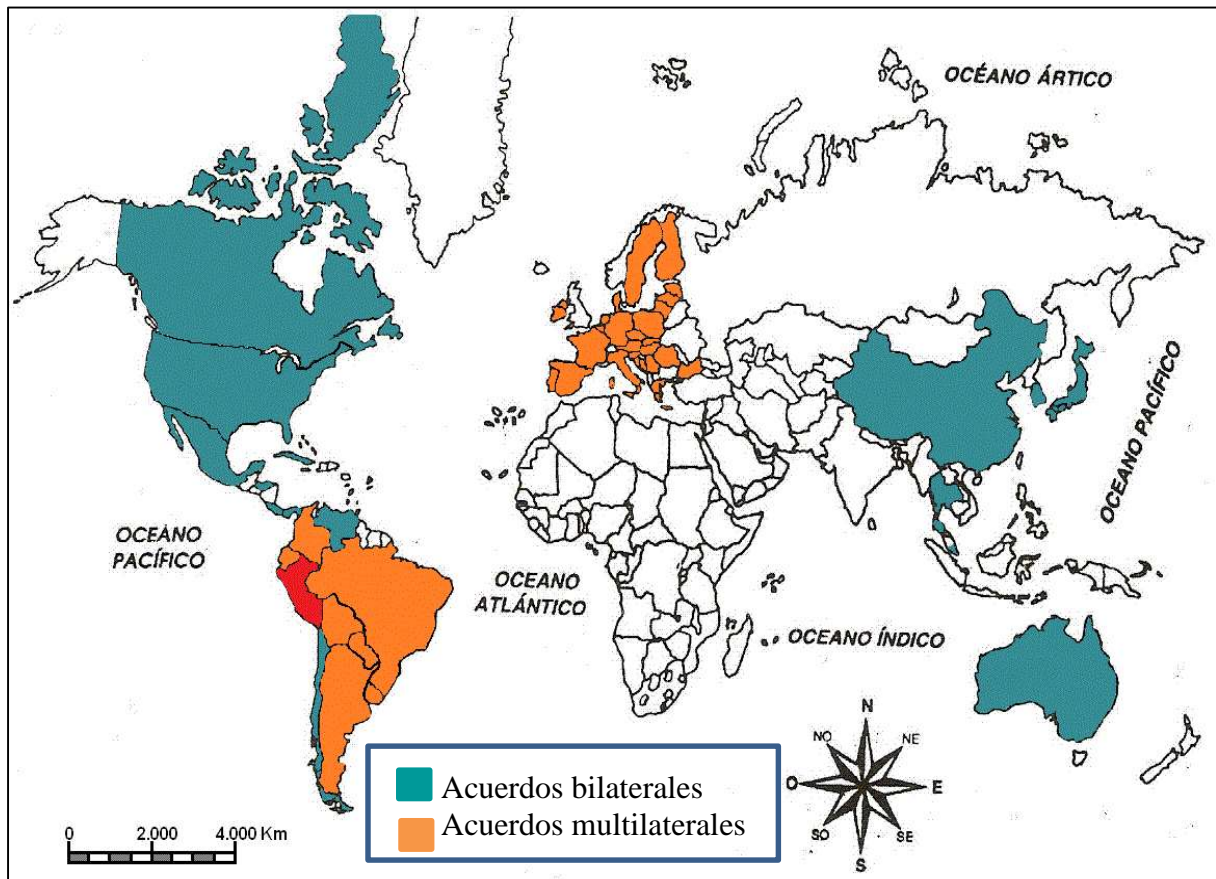 OCÉANO ÁRTICO
OCEANO PACÍFICO
OCEANO
PACÍFICO
OCEANO
ATLÁNTICO
OCEANO ÍNDICO
N
NO
NE
O
E
SO
SE
S
Acuerdos bilaterales
Acuerdos multilaterales
0
2.000
4.000 Km